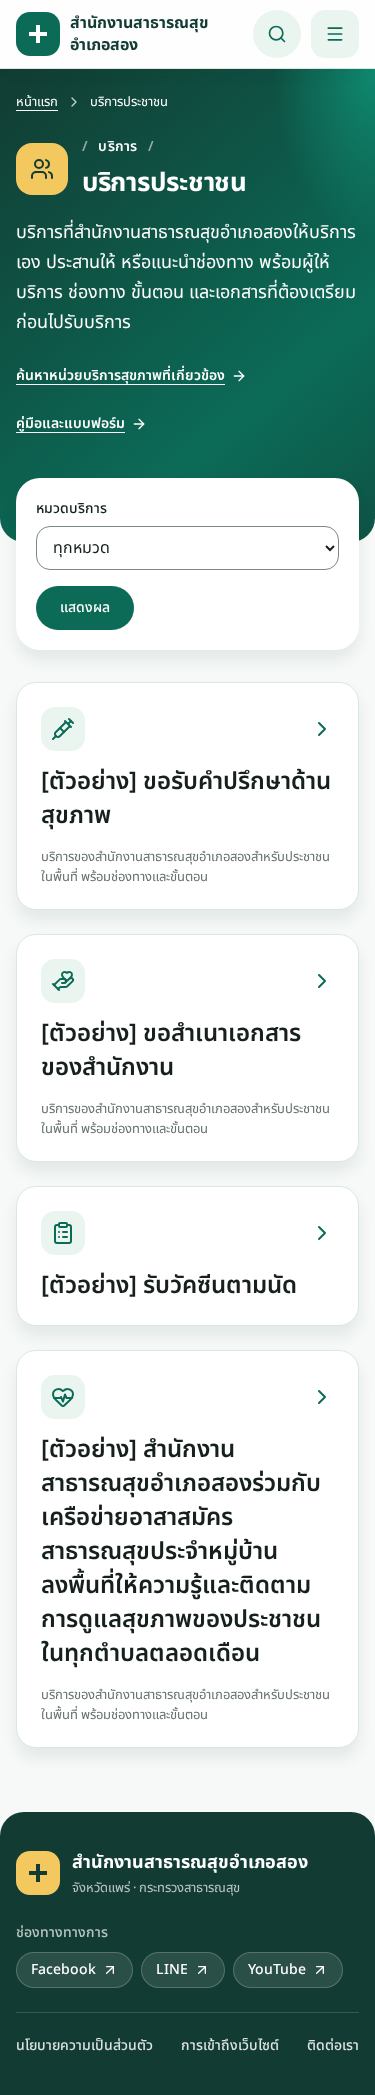 สำนักงานสาธารณสุข
อำเภอสอง
หน้าแรก > บริการประชาชน
/ บริการ /
บริการประชาชน
บริการที่สำนักงานสาธารณสุขอำเภอสองให้บริการ
เอง ประสานให้ หรือแนะนำช่องทาง พร้อมผู้ให้
บริการ ช่องทาง ขั้นตอน และเอกสารที่ต้องเตรียม
ก่อนไปรับบริการ
ค้นหาหน่วยบริการสุขภาพที่เกี่ยวข้อง →
คู่มือและแบบฟอร์ม →
หมวดบริการ
ทุกหมวด
แสดงผล
[ตัวอย่าง] ขอรับคำปรึกษาด้าน
สุขภาพ
บริการของสำนักงานสาธารณสุขอำเภอสองสำหรับประชาชน
ในพื้นที่ พร้อมช่องทางและขั้นตอน
[ตัวอย่าง] ขอสำเนาเอกสาร
ของสำนักงาน
บริการของสำนักงานสาธารณสุขอำเภอสองสำหรับประชาชน
ในพื้นที่ พร้อมช่องทางและขั้นตอน
[ตัวอย่าง] รับวัคซีนตามนัด
[ตัวอย่าง] สำนักงาน
สาธารณสุขอำเภอสองร่วมกับ
เครือข่ายอาสาสมัคร
สาธารณสุขประจำหมู่บ้าน
ลงพื้นที่ให้ความรู้และติดตาม
การดูแลสุขภาพของประชาชน
ในทุกตำบลตลอดเดือน
บริการของสำนักงานสาธารณสุขอำเภอสองสำหรับประชาชน
ในพื้นที่ พร้อมช่องทางและขั้นตอน
สำนักงานสาธารณสุขอำเภอสอง
จังหวัดแพร่ · กระทรวงสาธารณสุข
ช่องทางทางการ
Facebook ↗ LINE ↗ YouTube ↗
นโยบายความเป็นส่วนตัว การเข้าถึงเว็บไซต์ ติดต่อเรา